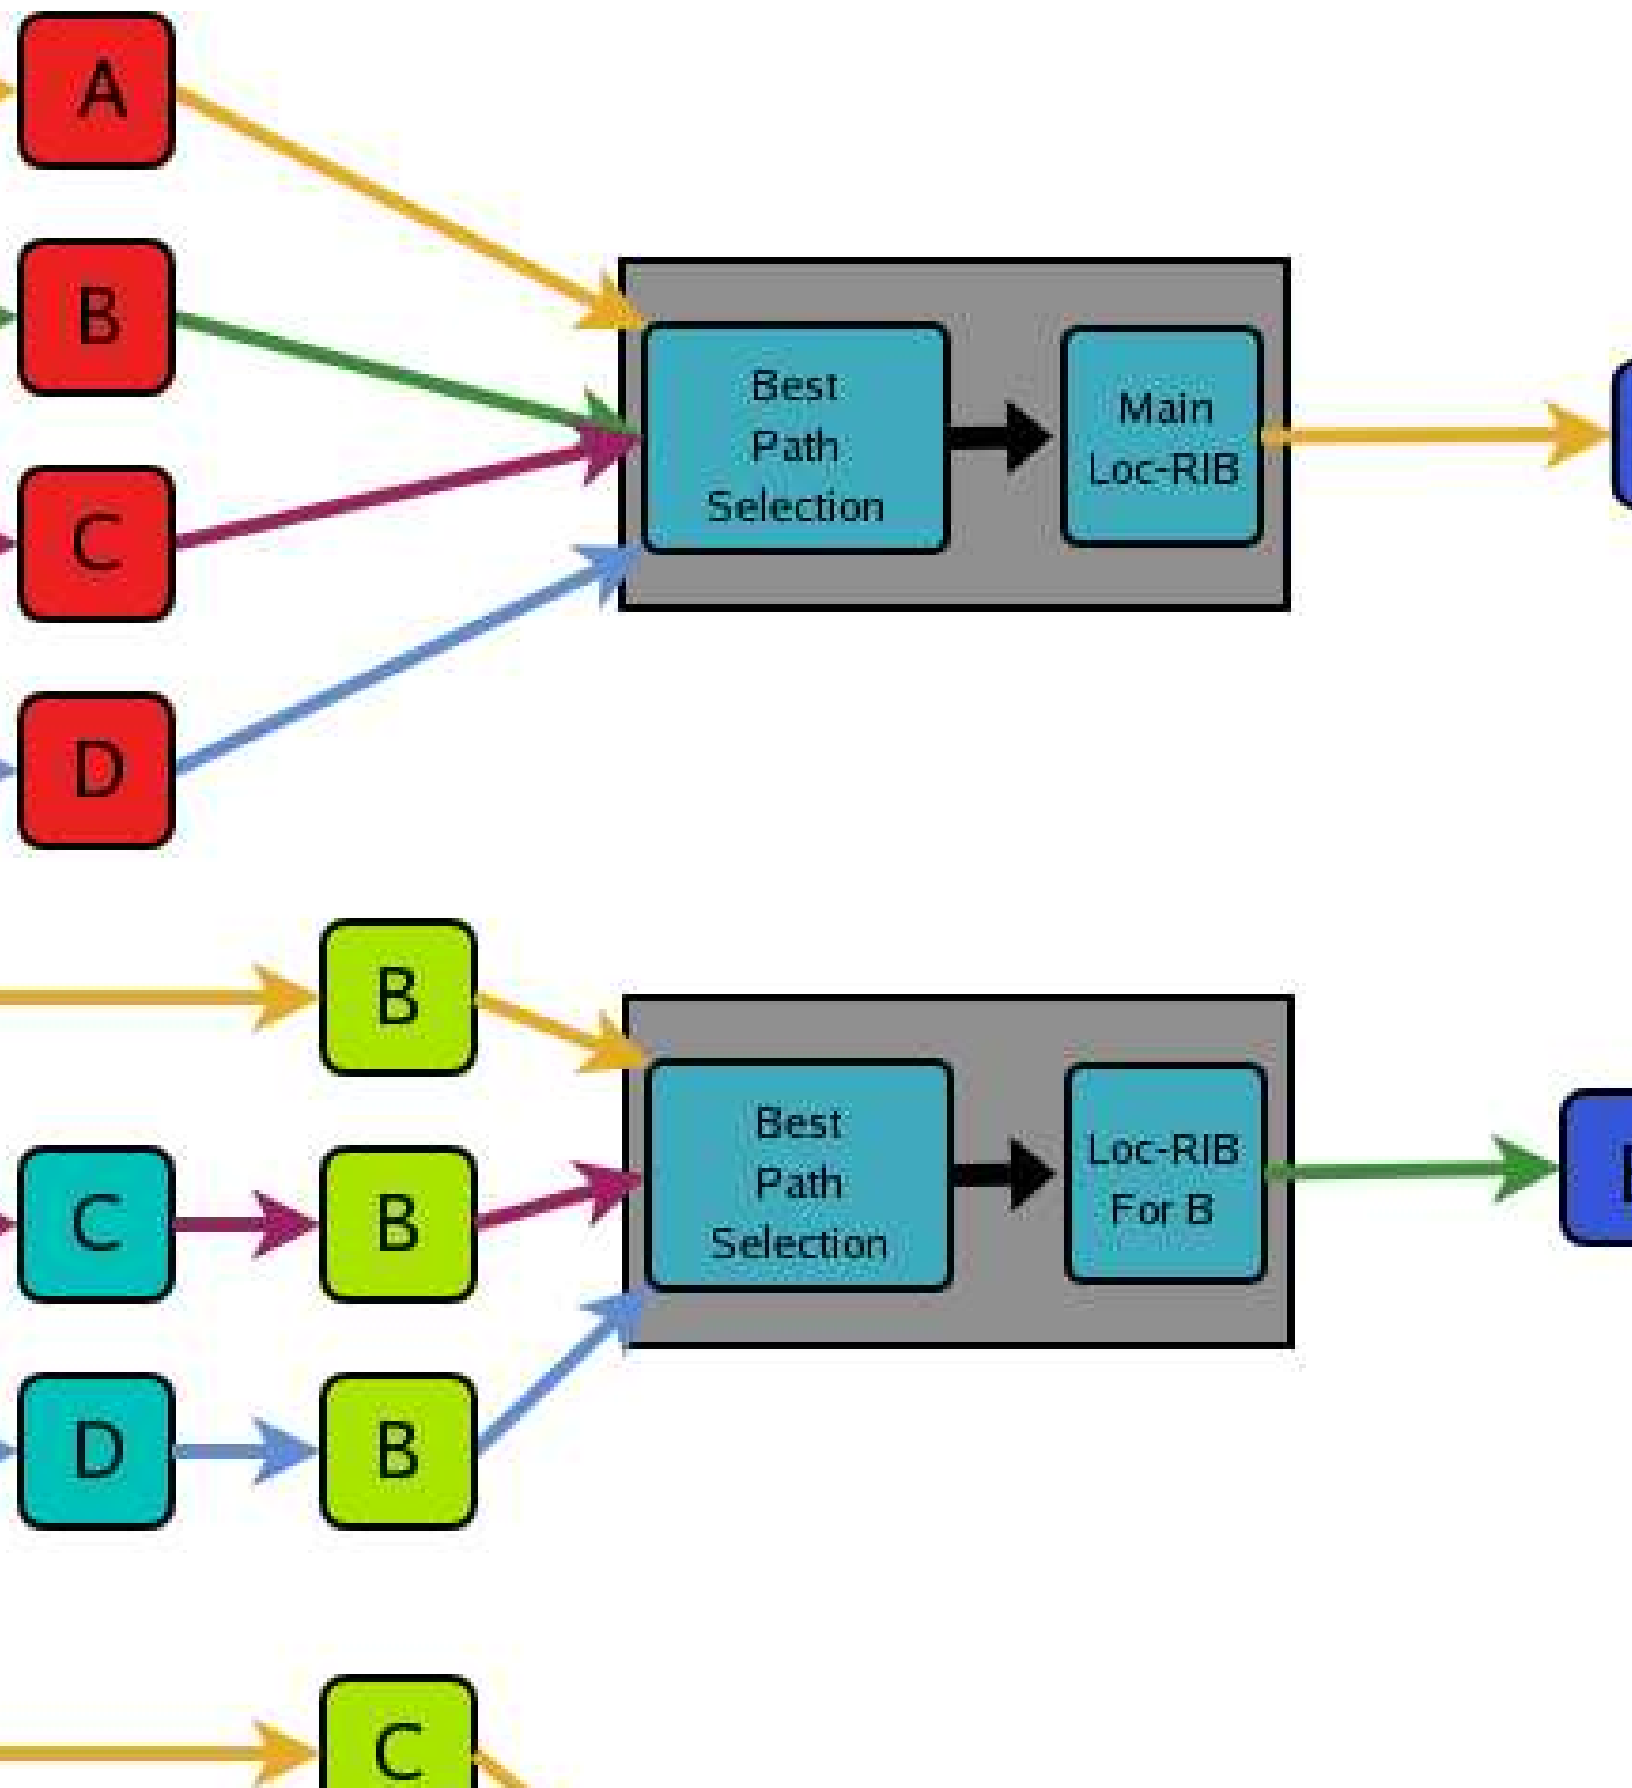 A
B
C
D
Best
Path
Selection
Main
Loc-RIB
B
C
B
D
B
Best
Path
Selection
Loc-RIB
For B
C